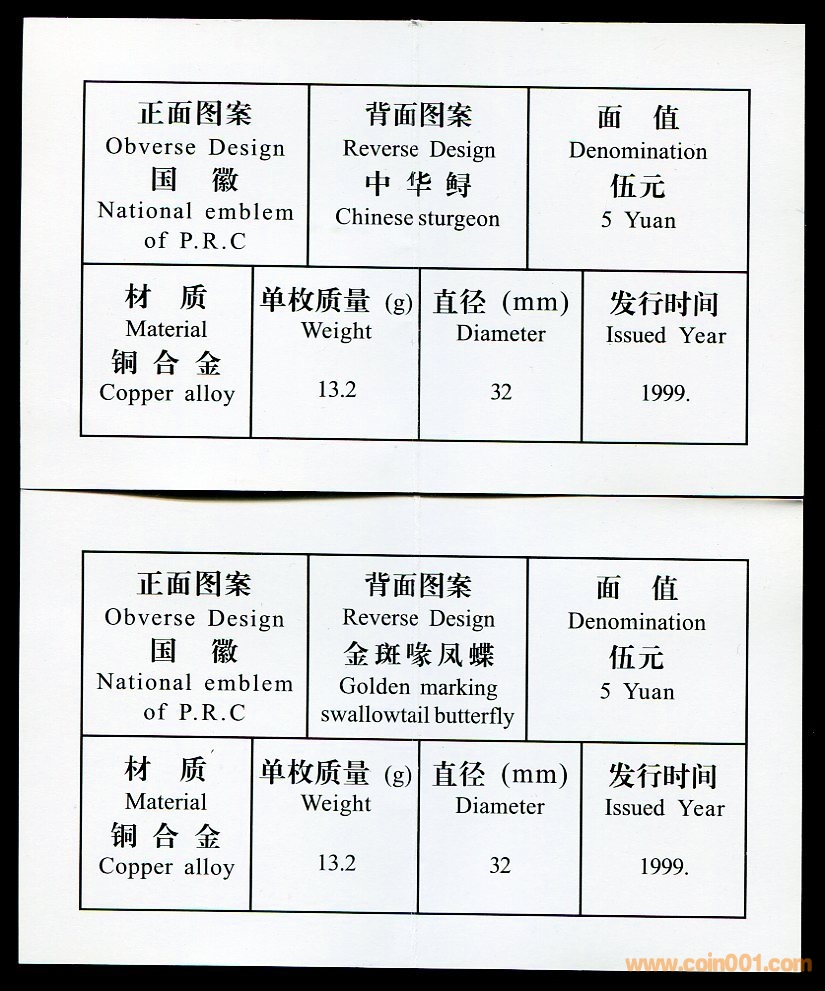 正面图案
Obverse Design
国 徽
National emblem
of P.R.C
背面图案
Reverse Design
中华鲟
Chinese sturgeon
面 值
Denomination
伍元
5 Yuan
材 质
Material
铜合金
Copper alloy
单枚质量 (g)
Weight
13.2
直径 (mm)
Diameter
32
发行时间
Issued Year
1999.
正面图案
Obverse Design
国 徽
National emblem
of P.R.C
背面图案
Reverse Design
金斑喙凤蝶
Golden marking
swallowtail butterfly
面 值
Denomination
伍元
5 Yuan
材 质
Material
铜合金
Copper alloy
单枚质量 (g)
Weight
13.2
直径 (mm)
Diameter
32
发行时间
Issued Year
1999.
www.coin001.com